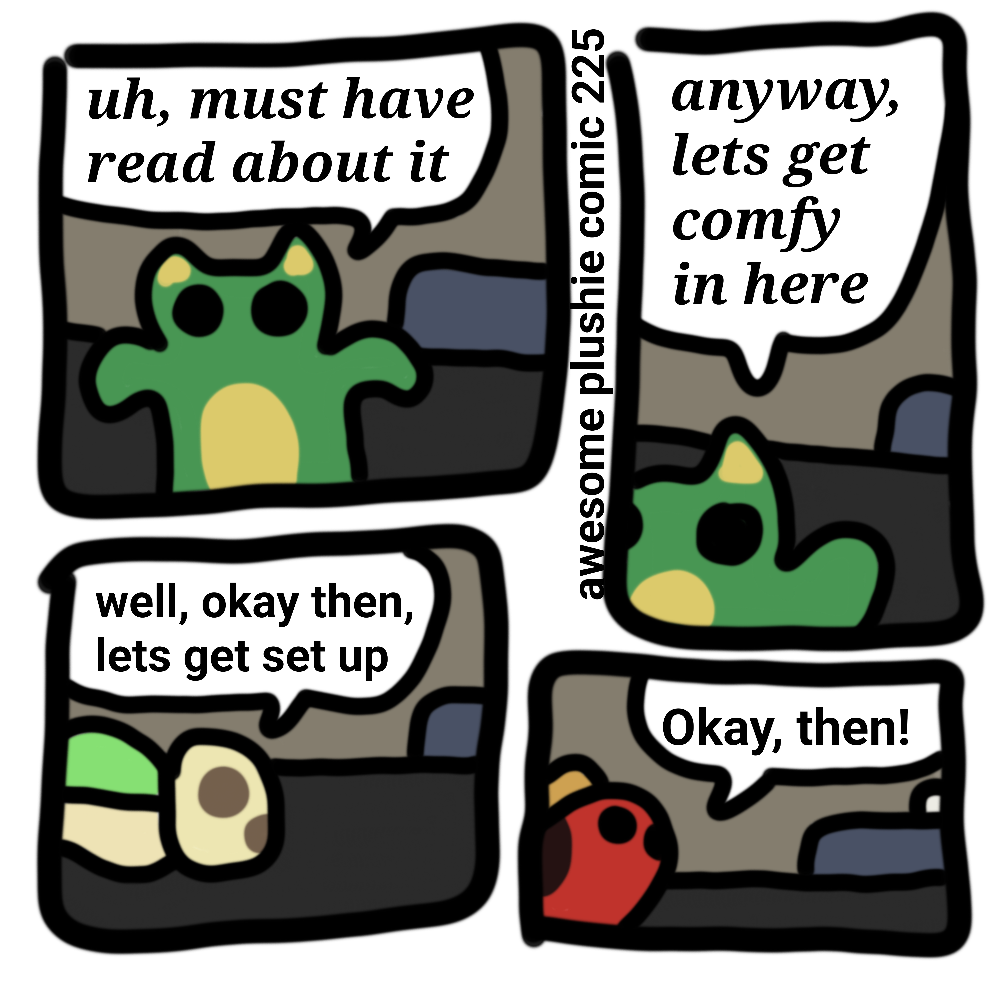 uh, must have
read about it
awesome plushie comic 225
anyway,
lets get
comfy
in here
well, okay then,
lets get set up
Okay, then!